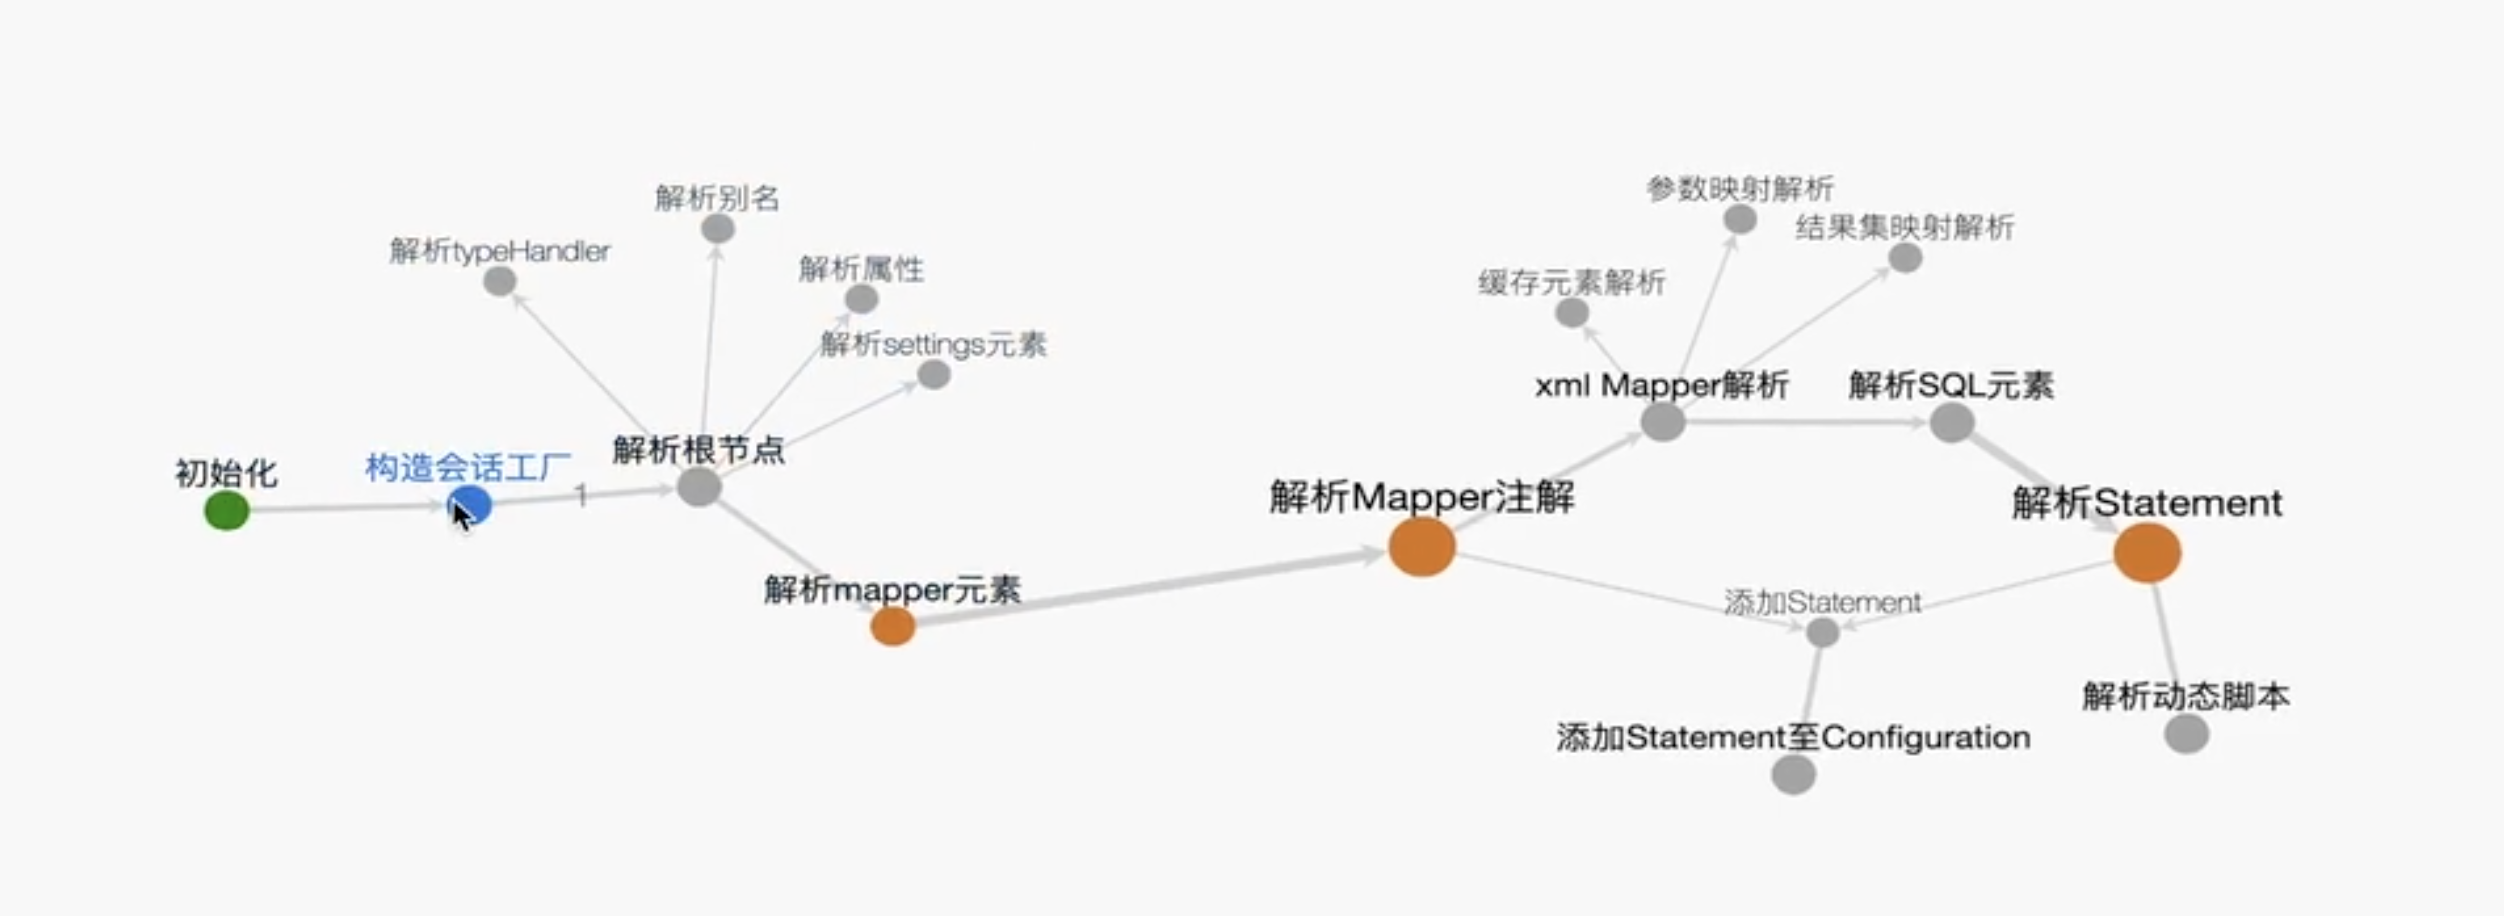 解析别名
解析typeHandler
解析属性
解析settings元素
解析根节点
初始化
构造会话工厂
1
解析mapper元素
参数映射解析
结果集映射解析
缓存元素解析
xml Mapper解析
解析SQL元素
解析Mapper注解
解析Statement
添加Statement
解析动态脚本
添加Statement至Configuration